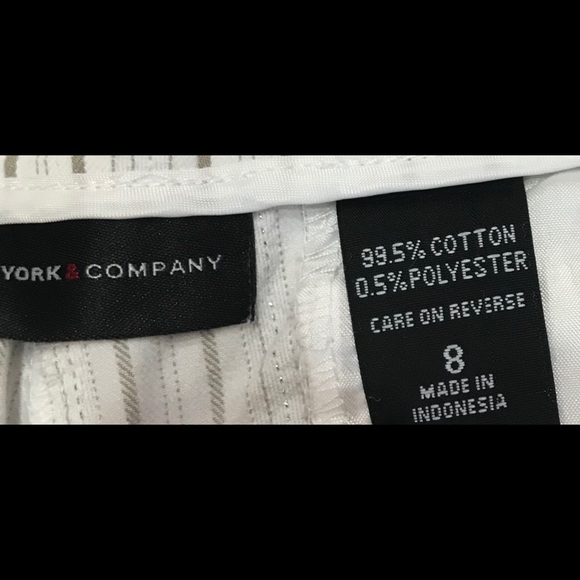 YORK & COMPANY
99.5% COTTON
0.5% POLYESTER
CARE ON REVERSE
8
MADE IN
INDONESIA